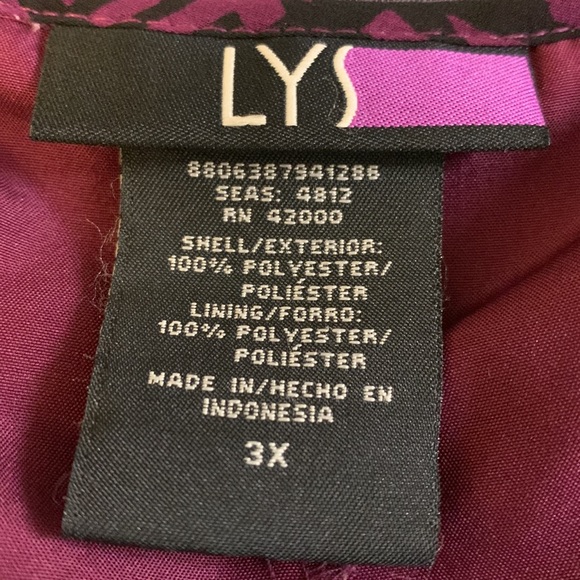 LYS
8806387941286
SEAS: 4812
RN 42000
SHELL/EXTERIOR:
100% POLYESTER/
POLIÉSTER
LINING/FORRO:
100% POLYESTER/
POLIÉSTER
MADE IN/HECHO EN
INDONESIA
3X